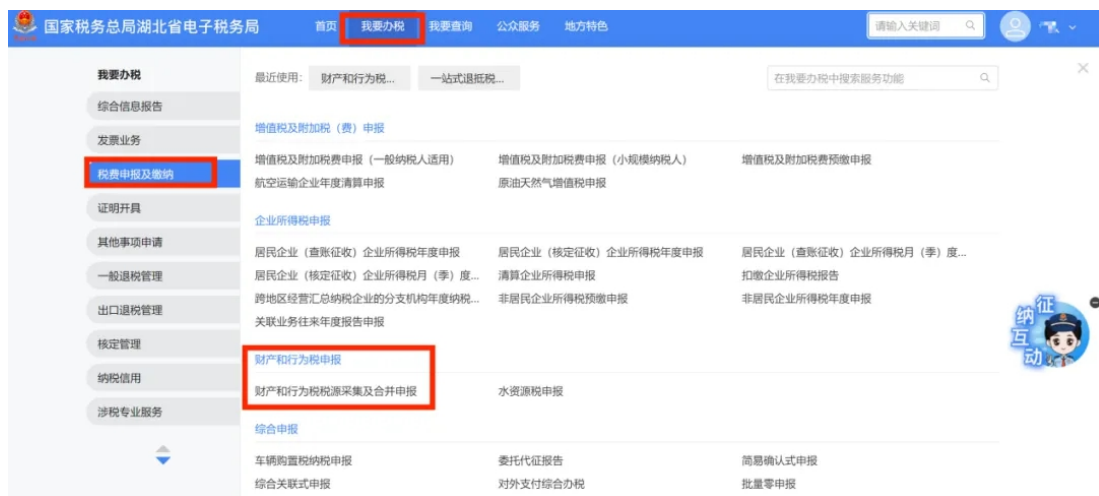 国家税务总局湖北省电子税务局 首页 我要办税 我要查询 公众服务 地方特色 请输入关键词
我要办税
综合信息报告
发票业务
税费申报及缴纳
证明开具
其他事项申请
一般退税管理
出口退税管理
核定管理
纳税信用
涉税专业服务
最近使用: 财产和行为税... 一站式退抵税... 在我要办税中搜索服务功能
增值税及附加税（费）申报
增值税及附加税费申报（一般纳税人适用） 增值税及附加税费申报（小规模纳税人） 增值税及附加税费预缴申报
航空运输企业年度清算申报 原油天然气增值税申报
企业所得税申报
居民企业（查账征收）企业所得税年度申报 居民企业（核定征收）企业所得税年度申报 居民企业（查账征收）企业所得税月（季）度...
居民企业（核定征收）企业所得税月（季）度... 清算企业所得税申报 扣缴企业所得税报告
跨地区经营汇总纳税企业的分支机构年度纳税... 非居民企业所得税预缴申报 非居民企业所得税年度申报
关联业务往来年度报告申报
财产和行为税申报
财产和行为税税源采集及合并申报 水资源税申报
综合申报
车辆购置税纳税申报 委托代征报告 简易确认式申报
综合关联式申报 对外支付综合办税 批量零申报
征纳互动